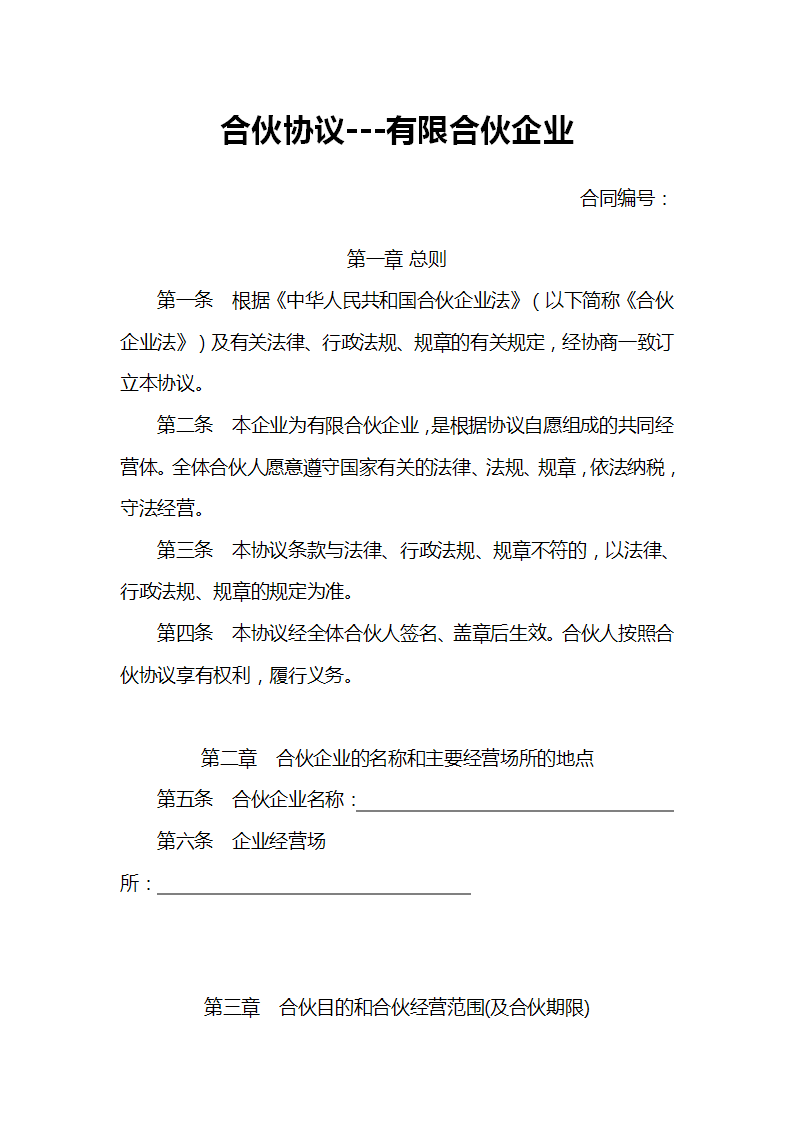 合伙协议---有限合伙企业
合同编号：
第一章 总则
第一条　根据《中华人民共和国合伙企业法》（以下简称《合伙
企业法》）及有关法律、行政法规、规章的有关规定，经协商一致订
立本协议。
第二条　本企业为有限合伙企业，是根据协议自愿组成的共同经
营体。全体合伙人愿意遵守国家有关的法律、法规、规章，依法纳税，
守法经营。
第三条　本协议条款与法律、行政法规、规章不符的，以法律、
行政法规、规章的规定为准。
第四条　本协议经全体合伙人签名、盖章后生效。合伙人按照合
伙协议享有权利，履行义务。
第二章　合伙企业的名称和主要经营场所的地点
第五条　合伙企业名称：
第六条　企业经营场
所：
第三章　合伙目的和合伙经营范围(及合伙期限)